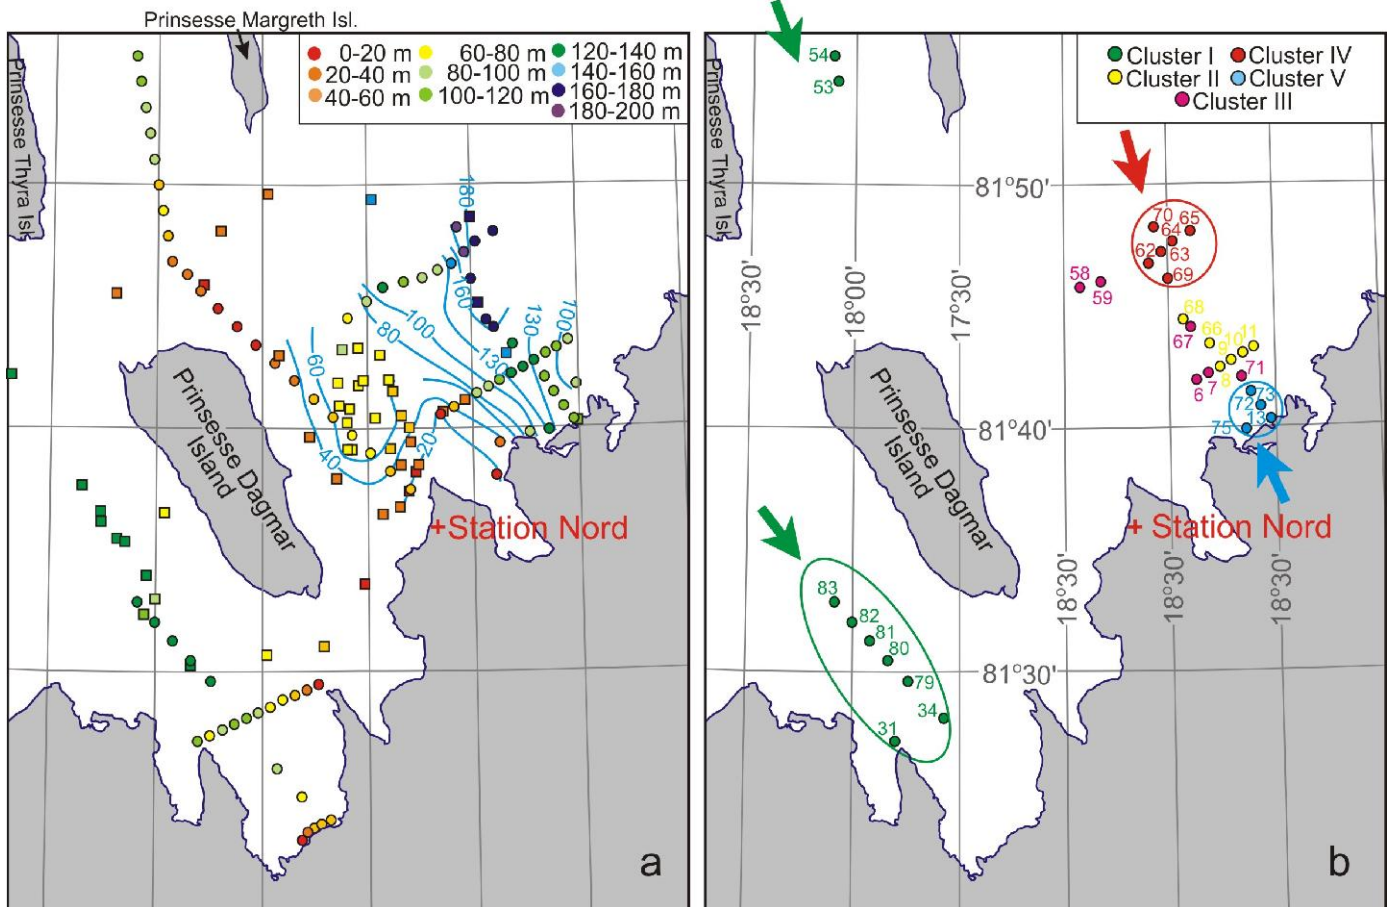 Prinsesse Margreth Isl.
Prinsesse Thyra Isk
0-20 m
20-40 m
40-60 m
60-80 m
80-100 m
100-120 m
120-140 m
140-160 m
160-180 m
180-200 m
180
160
100
80
130
130
100
60
40
20
Prinsesse Dagmar
Island
+Station Nord
a
Prinsesse Thyra Isk
Cluster I
Cluster II
Cluster III
Cluster IV
Cluster V
54
53
81°50'
18°30'
18°00'
17°30'
70
65
64
62
63
69
58
59
68
67
66
9
10
11
8
7
6
71
73
72
13
75
81°40'
Prinsesse Dagmar
Island
+ Station Nord
18°30'
18°30'
18°30'
83
82
81
80
79
34
31
81°30'
b